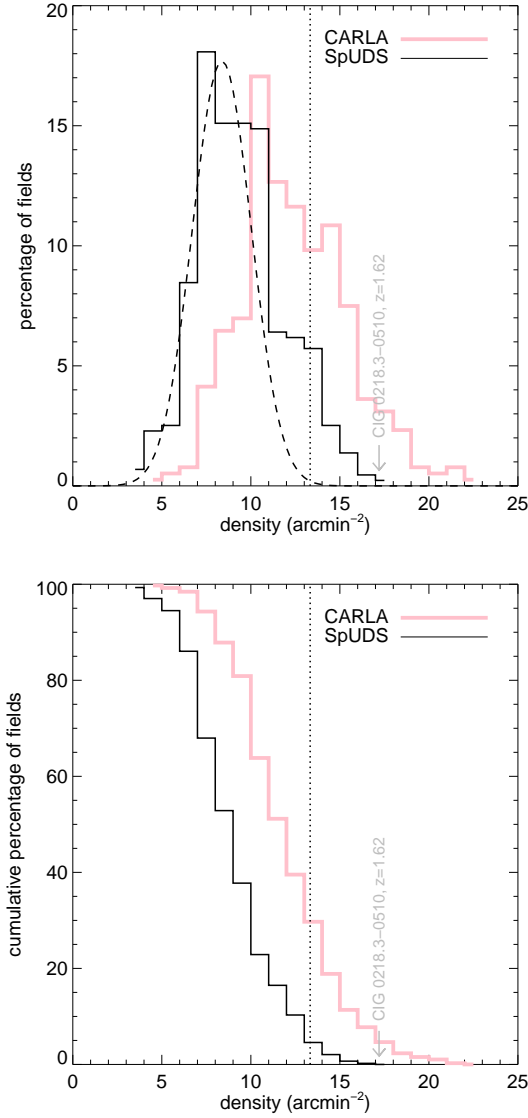 20
15
10
5
0
percentage of fields
CARLA
SpUDS
CIG 0218.3−0510, z=1.62
0 5 10 15 20 25
density (arcmin⁻²)
100
80
60
40
20
0
cumulative percentage of fields
CARLA
SpUDS
CIG 0218.3−0510, z=1.62
0 5 10 15 20 25
density (arcmin⁻²)